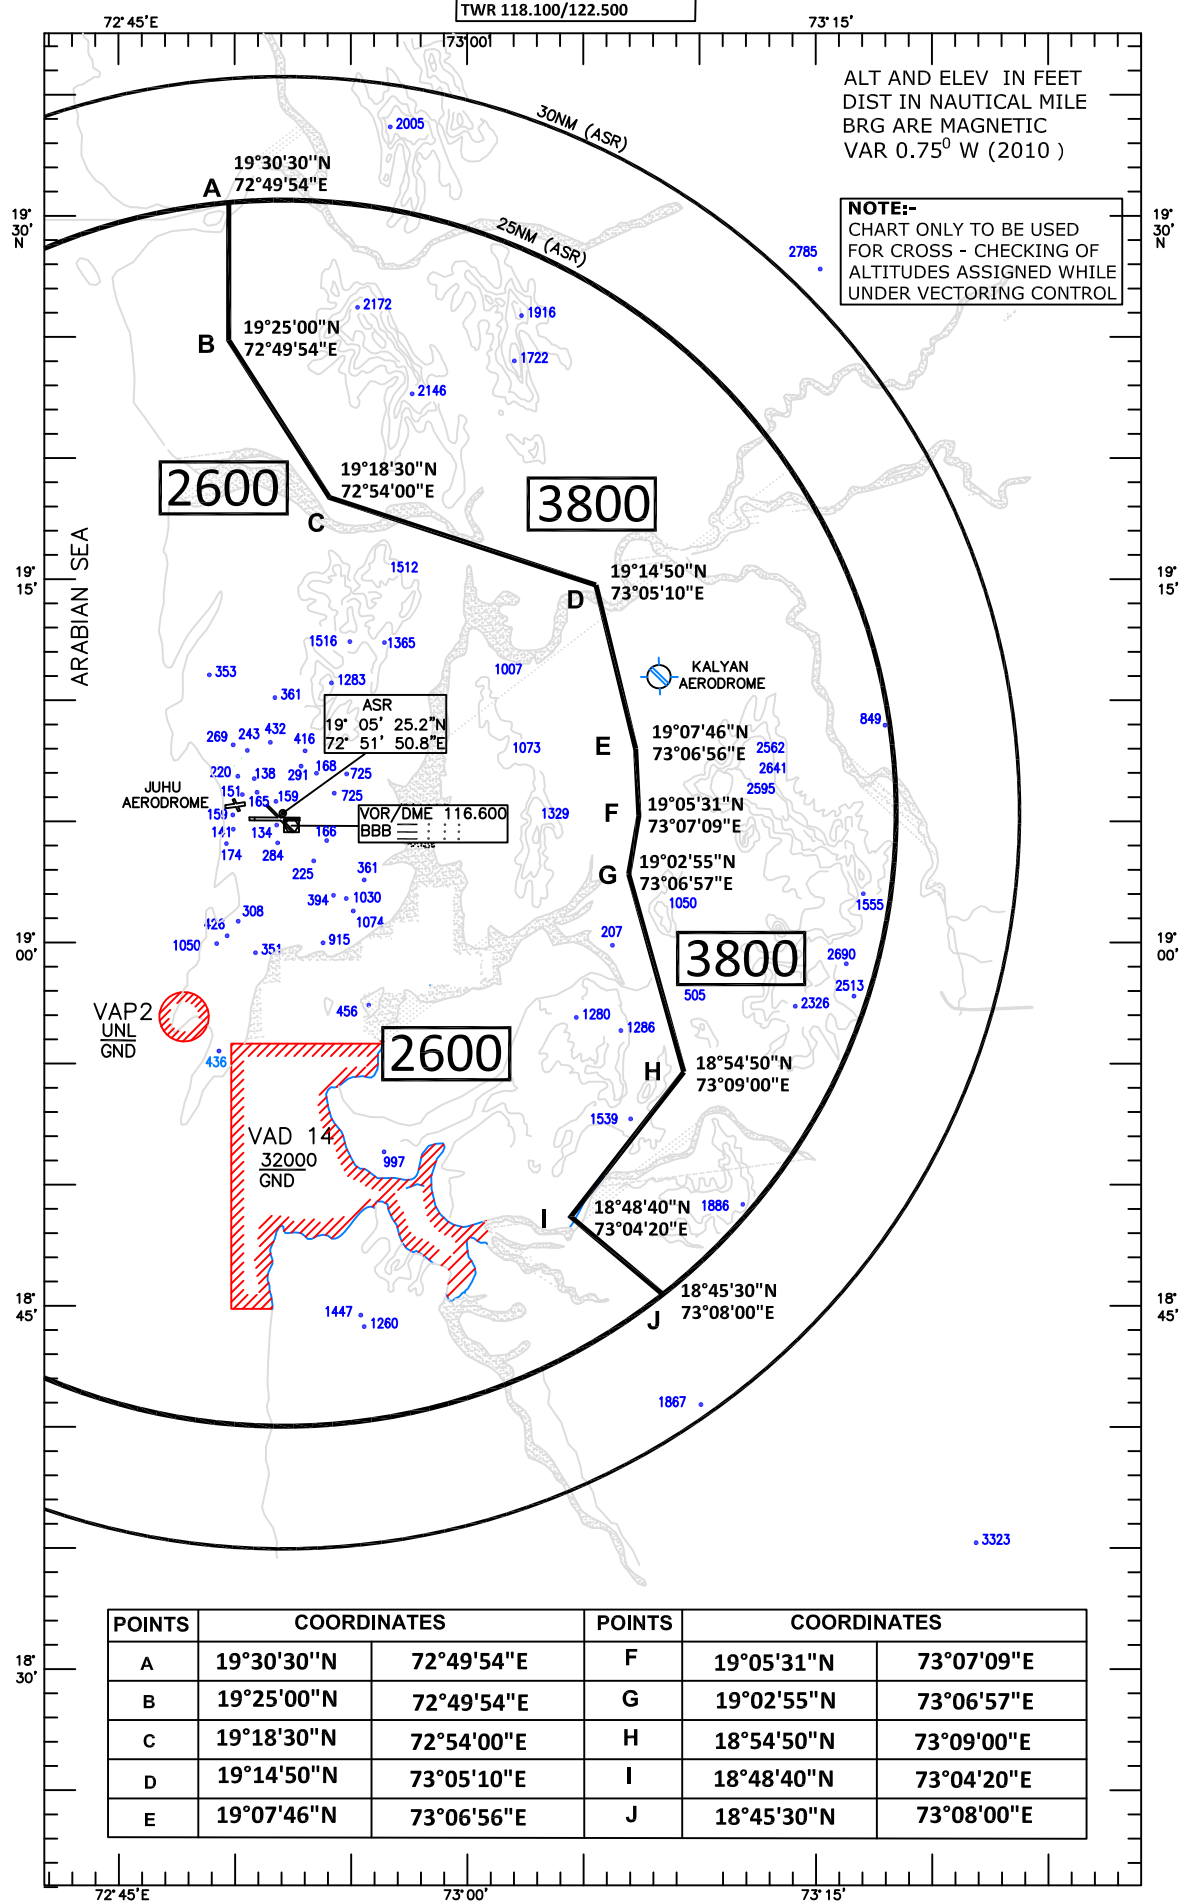 TWR 118.100/122.500
72°45'E
73°00'
73°15'
ALT AND ELEV IN FEET
DIST IN NAUTICAL MILE
BRG ARE MAGNETIC
VAR 0.75⁰ W (2010 )
30NM (ASR)
2005
19°30'30''N
72°49'54"E
A
NOTE:-
CHART ONLY TO BE USED
FOR CROSS - CHECKING OF
ALTITUDES ASSIGNED WHILE
UNDER VECTORING CONTROL
19°
30'
N
19°
30'
N
25NM (ASR)
2785
2172
1916
19°25'00"N
72°49'54"E
B
1722
2146
19°18'30"N
72°54'00"E
2600
3800
C
ARABIAN SEA
1512
19°
15'
19°
15'
19°14'50"N
73°05'10"E
D
1516
1365
1007
KALYAN
AERODROME
353
1283
361
ASR
19° 05' 25.2"N
72° 51' 50.8"E
849
269
243
432
416
1073
E
19°07'46"N
73°06'56"E
2562
2641
2595
220
138
291
168
725
JUHU
AERODROME
151
165
159
725
VOR/DME 116.600
BBB
1329
F
19°05'31"N
73°07'09"E
159
141
134
166
174
284
225
361
G
19°02'55"N
73°06'57"E
394
1030
1050
1555
308
426
1074
1050
351
915
207
3800
2690
19°
00'
19°
00'
2513
505
2326
VAP2
UNL
GND
456
1280
1286
436
2600
H
18°54'50"N
73°09'00"E
VAD 14
32000
GND
1539
997
I
18°48'40"N
73°04'20"E
1886
18°45'30"N
73°08'00"E
J
1447
1260
18°
45'
18°
45'
1867
3323
POINTS COORDINATES POINTS COORDINATES
A 19°30'30"N 72°49'54"E F 19°05'31"N 73°07'09"E
B 19°25'00"N 72°49'54"E G 19°02'55"N 73°06'57"E
C 19°18'30"N 72°54'00"E H 18°54'50"N 73°09'00"E
D 19°14'50"N 73°05'10"E I 18°48'40"N 73°04'20"E
E 19°07'46"N 73°06'56"E J 18°45'30"N 73°08'00"E
18°
30'
18°
30'
72°45'E
73°00'
73°15'